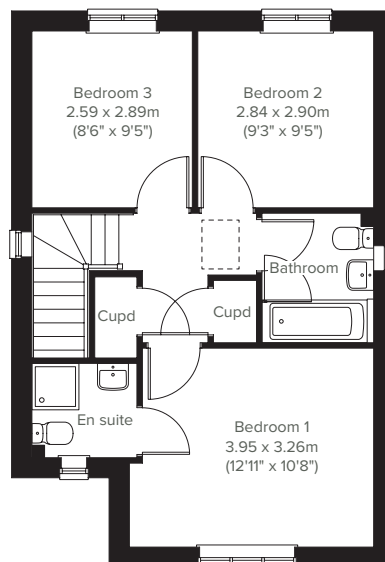 Bedroom 3
2.59 x 2.89m
(8'6" x 9'5")
Bedroom 2
2.84 x 2.90m
(9'3" x 9'5")
Bathroom
Cupd
Cupd
En suite
Bedroom 1
3.95 x 3.26m
(12'11" x 10'8")